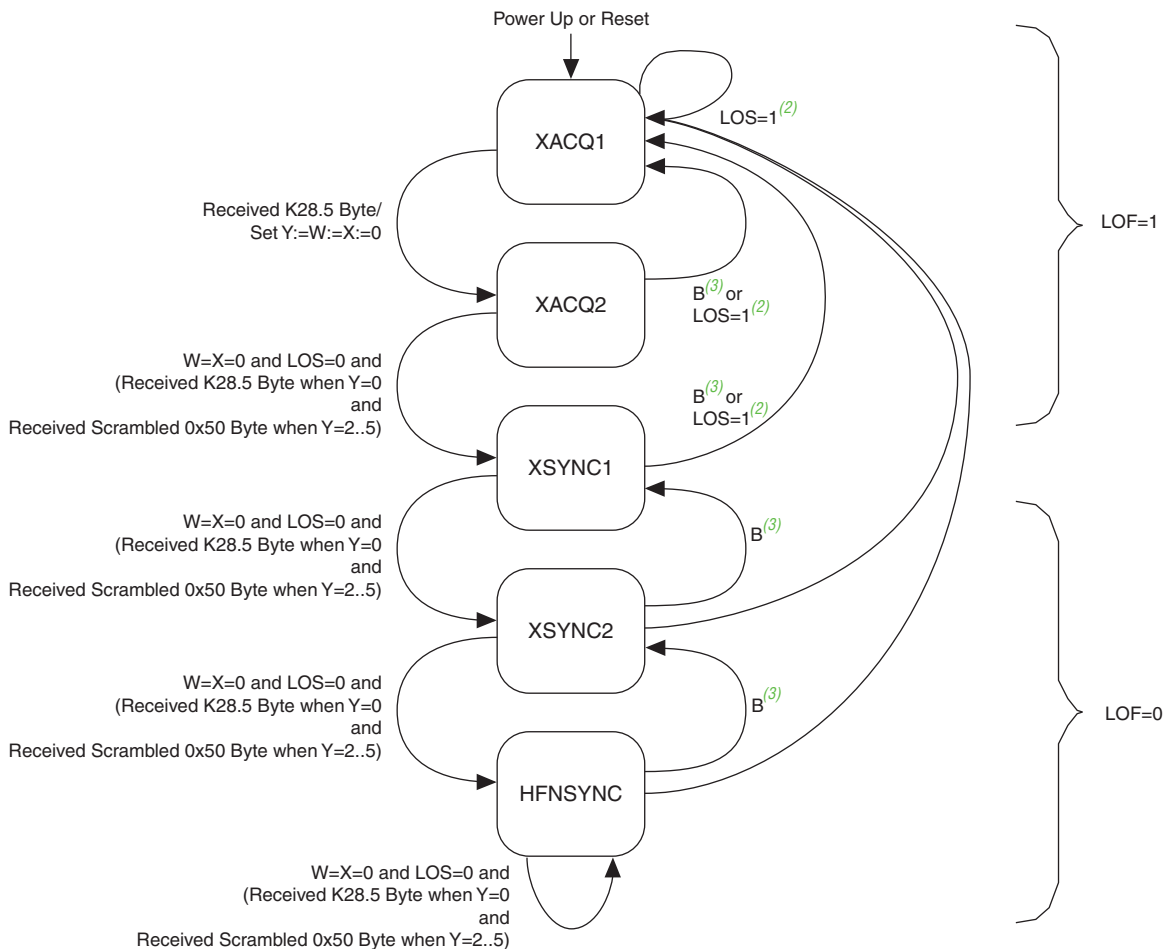 Power Up or Reset
LOS=1(2)
XACQ1
Received K28.5 Byte/
Set Y:=W:=X:=0
LOF=1
B(3) or
LOS=1(2)
XACQ2
W=X=0 and LOS=0 and
(Received K28.5 Byte when Y=0
and
Received Scrambled 0x50 Byte when Y=2..5)
B(3) or
LOS=1(2)
XSYNC1
W=X=0 and LOS=0 and
(Received K28.5 Byte when Y=0
and
Received Scrambled 0x50 Byte when Y=2..5)
B(3)
XSYNC2
W=X=0 and LOS=0 and
(Received K28.5 Byte when Y=0
and
Received Scrambled 0x50 Byte when Y=2..5)
B(3)
LOF=0
HFNSYNC
W=X=0 and LOS=0 and
(Received K28.5 Byte when Y=0
and
Received Scrambled 0x50 Byte when Y=2..5)